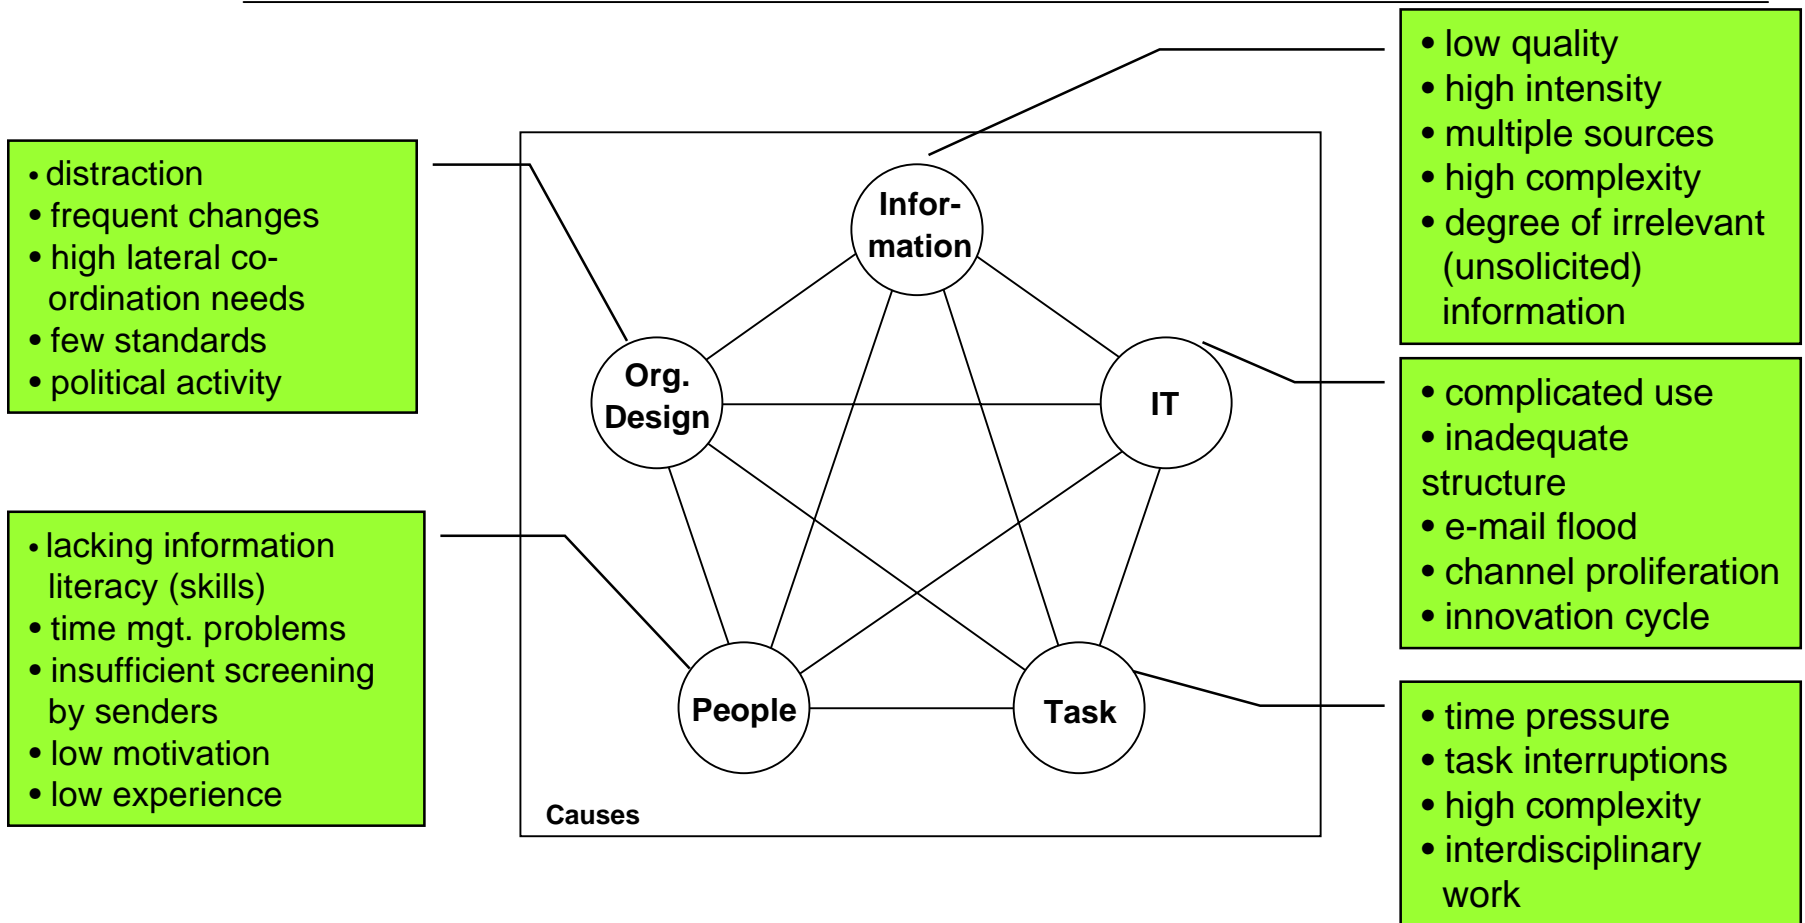 • distraction
• frequent changes
• high lateral co-
ordination needs
• few standards
• political activity
• lacking information
literacy (skills)
• time mgt. problems
• insufficient screening
by senders
• low motivation
• low experience
Infor-
mation
Org.
Design
IT
People
Task
Causes
• low quality
• high intensity
• multiple sources
• high complexity
• degree of irrelevant
(unsolicited)
information
• complicated use
• inadequate
structure
• e-mail flood
• channel proliferation
• innovation cycle
• time pressure
• task interruptions
• high complexity
• interdisciplinary
work